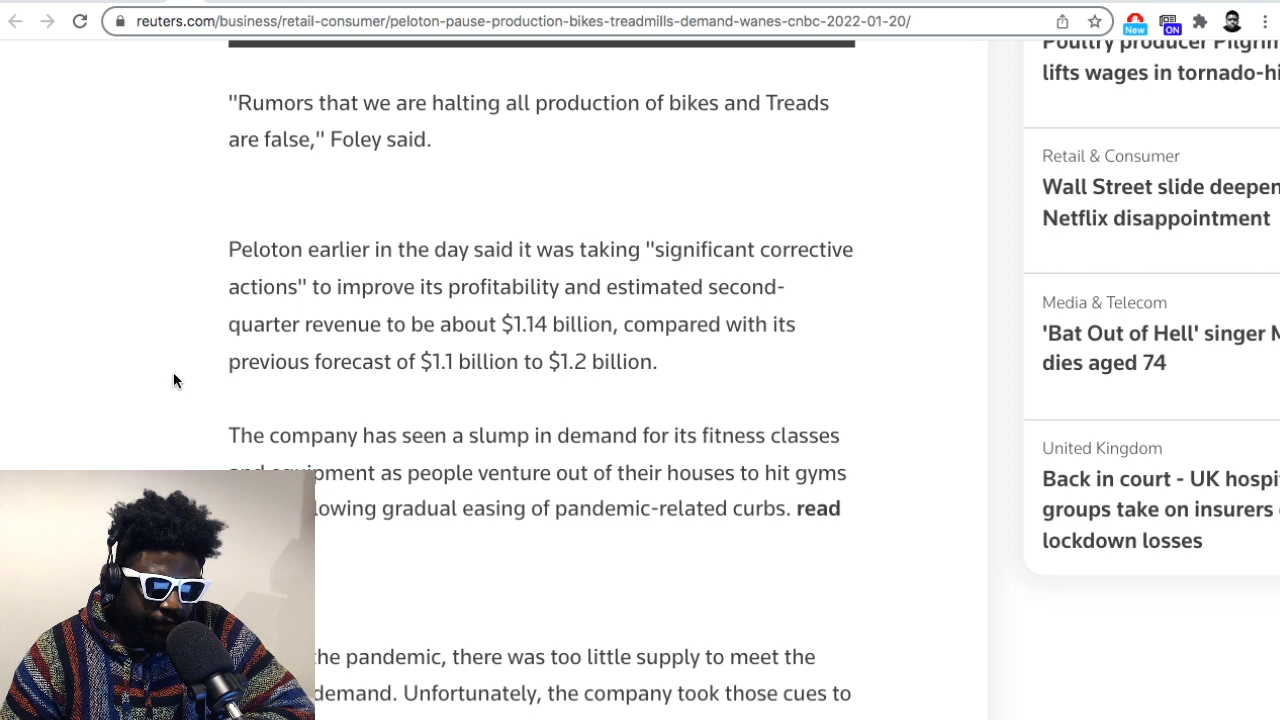 reuters.com/business/retail-consumer/peloton-pause-production-bikes-treadmills-demand-wanes-cnbc-2022-01-20/
New
ON
"Rumors that we are halting all production of bikes and Treads
are false," Foley said.
Peloton earlier in the day said it was taking "significant corrective
actions" to improve its profitability and estimated second-
quarter revenue to be about $1.14 billion, compared with its
previous forecast of $1.1 billion to $1.2 billion.
The company has seen a slump in demand for its fitness classes
and equipment as people venture out of their houses to hit gyms
lowing gradual easing of pandemic-related curbs. read
the pandemic, there was too little supply to meet the
demand. Unfortunately, the company took those cues to
Poultry producer Pilgrim
lifts wages in tornado-hi
Retail & Consumer
Wall Street slide deepen
Netflix disappointment
Media & Telecom
'Bat Out of Hell' singer M
dies aged 74
United Kingdom
Back in court - UK hospi
groups take on insurers
lockdown losses